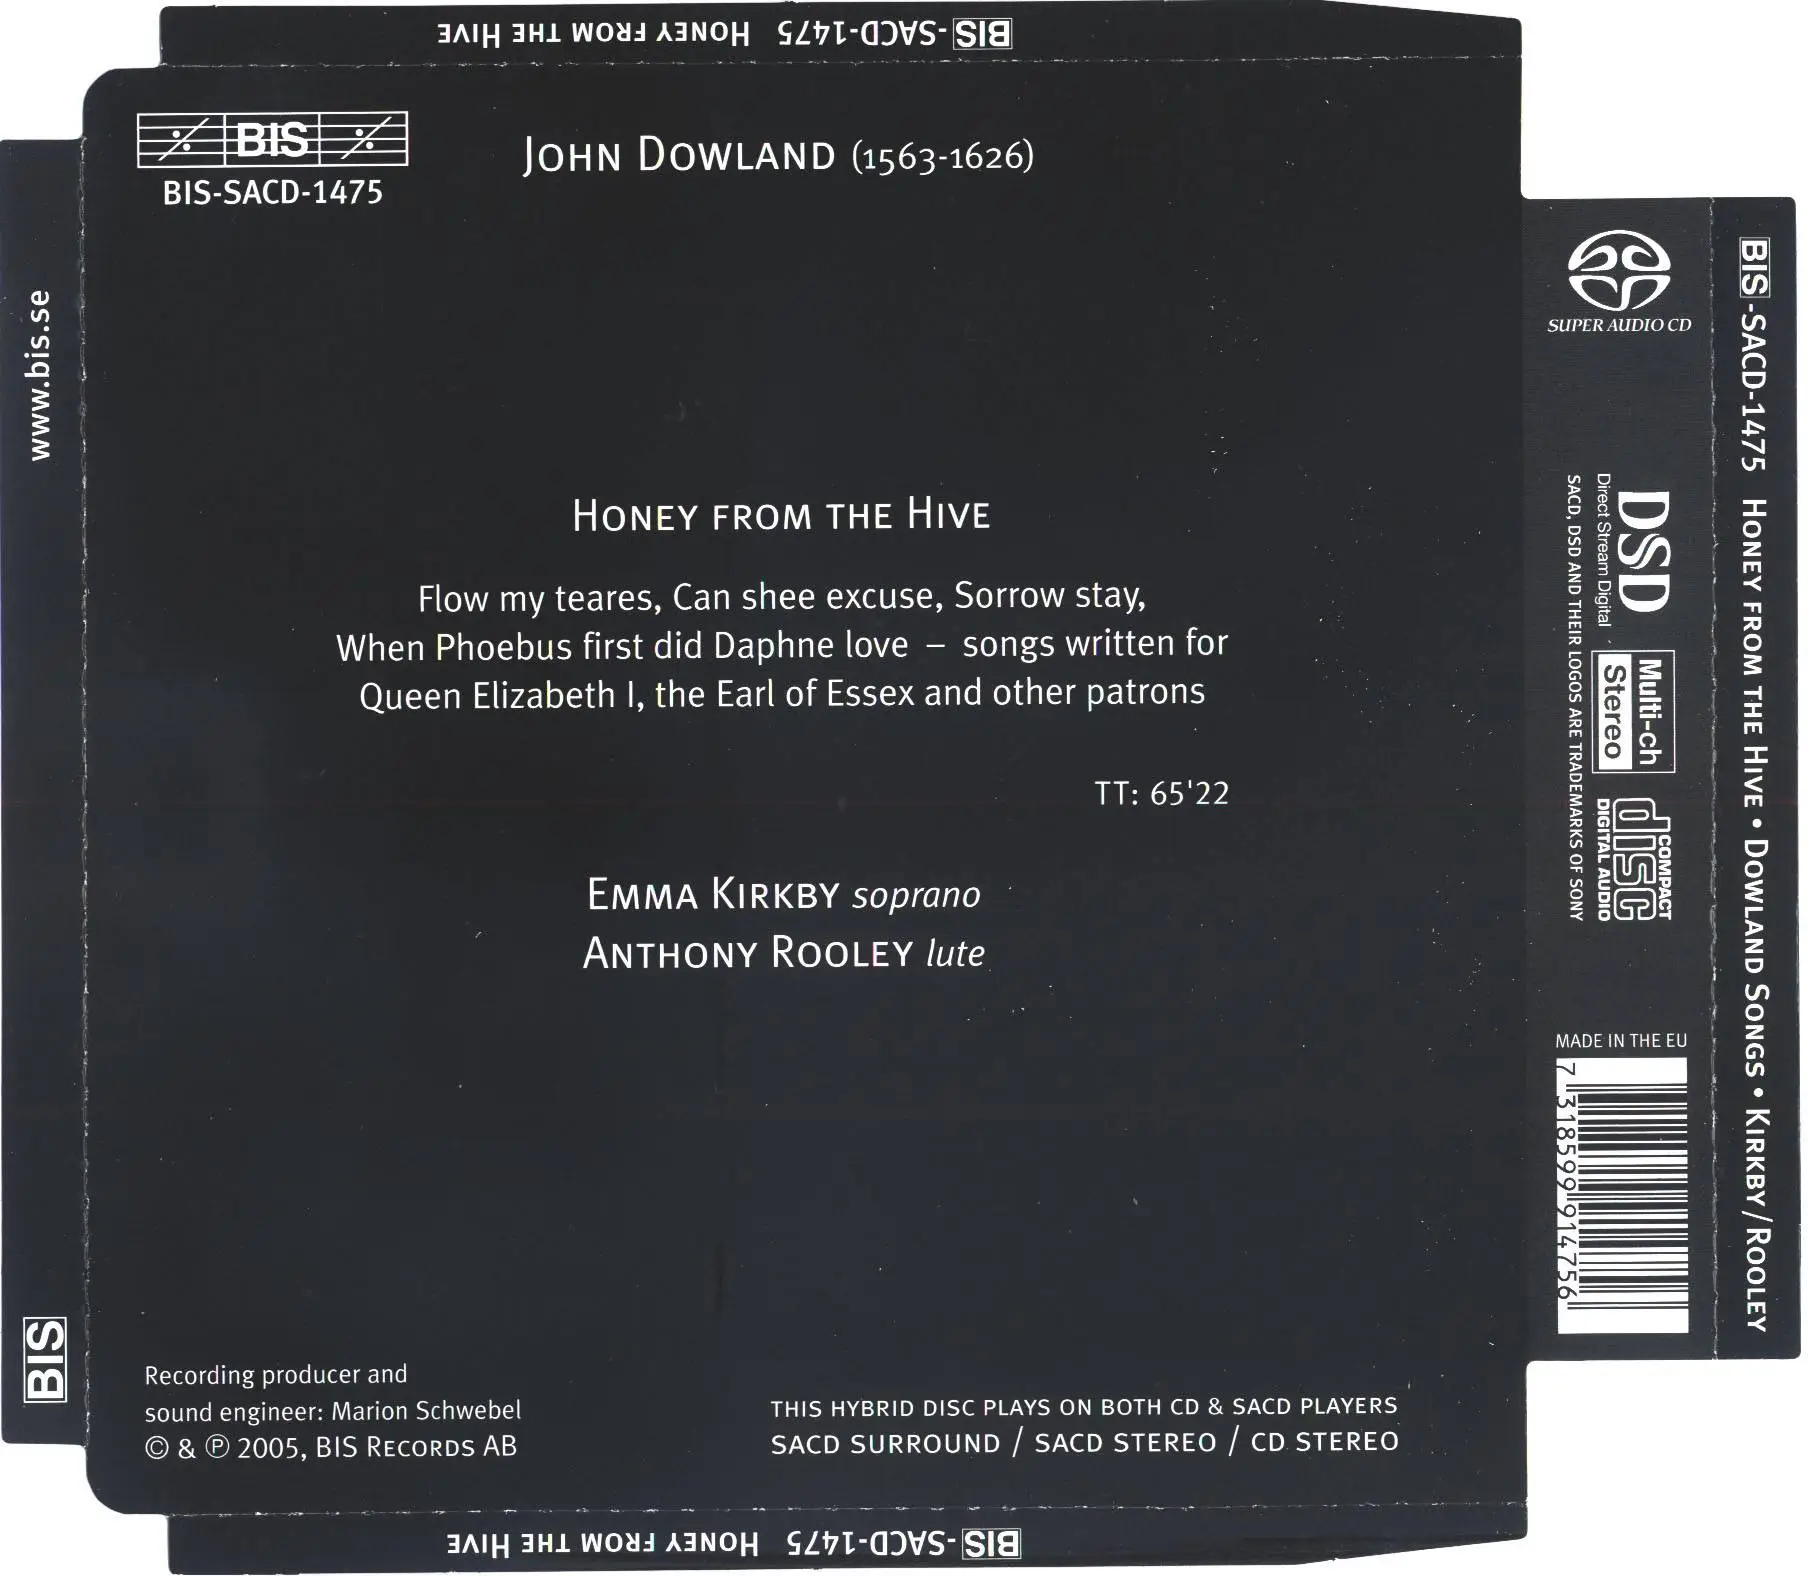 BIS-SACD-1475 HONEY FROM THE HIVE
BIS
BIS-SACD-1475
JOHN DOWLAND (1563-1626)
HONEY FROM THE HIVE
Flow my teares, Can shee excuse, Sorrow stay,
When Phoebus first did Daphne love – songs written for
Queen Elizabeth I, the Earl of Essex and other patrons
TT: 65'22
EMMA KIRKBY soprano
ANTHONY ROOLEY lute
Recording producer and
sound engineer: Marion Schwebel
© & ℗ 2005, BIS RECORDS AB
THIS HYBRID DISC PLAYS ON BOTH CD & SACD PLAYERS
SACD SURROUND / SACD STEREO / CD STEREO
www.bis.se
BIS
SUPER AUDIO CD
DSD
Direct Stream Digital
SACD, DSD AND THEIR LOGOS ARE TRADEMARKS OF SONY
Multi-ch
Stereo
COMPACT
disc
DIGITAL AUDIO
MADE IN THE EU
7 318599 914756
BIS-SACD-1475 HONEY FROM THE HIVE • DOWLAND SONGS • KIRKBY/ROOLEY
BIS-SACD-1475 HONEY FROM THE HIVE